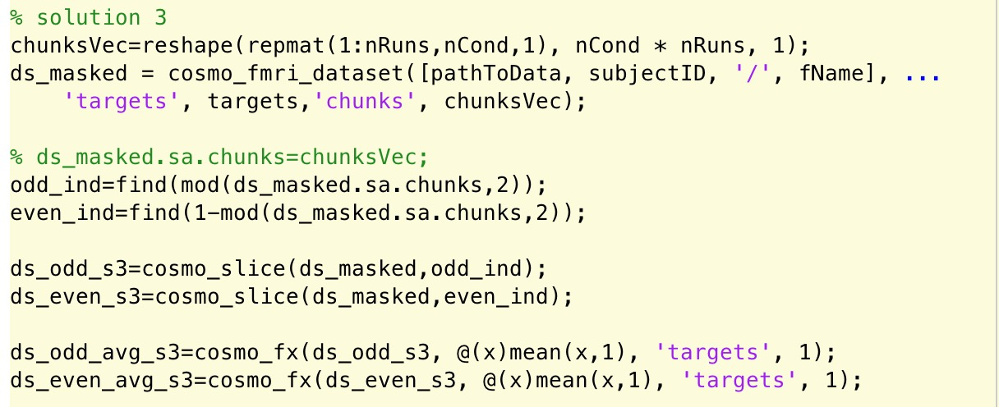 % solution 3
chunksVec=reshape(repmat(1:nRuns,nCond,1), nCond * nRuns, 1);
ds_masked = cosmo_fmri_dataset([pathToData, subjectID, '/', fName], ...
'targets', targets,'chunks', chunksVec);
% ds_masked.sa.chunks=chunksVec;
odd_ind=find(mod(ds_masked.sa.chunks,2));
even_ind=find(1-mod(ds_masked.sa.chunks,2));
ds_odd_s3=cosmo_slice(ds_masked,odd_ind);
ds_even_s3=cosmo_slice(ds_masked,even_ind);
ds_odd_avg_s3=cosmo_fx(ds_odd_s3, @(x)mean(x,1), 'targets', 1);
ds_even_avg_s3=cosmo_fx(ds_even_s3, @(x)mean(x,1), 'targets', 1);